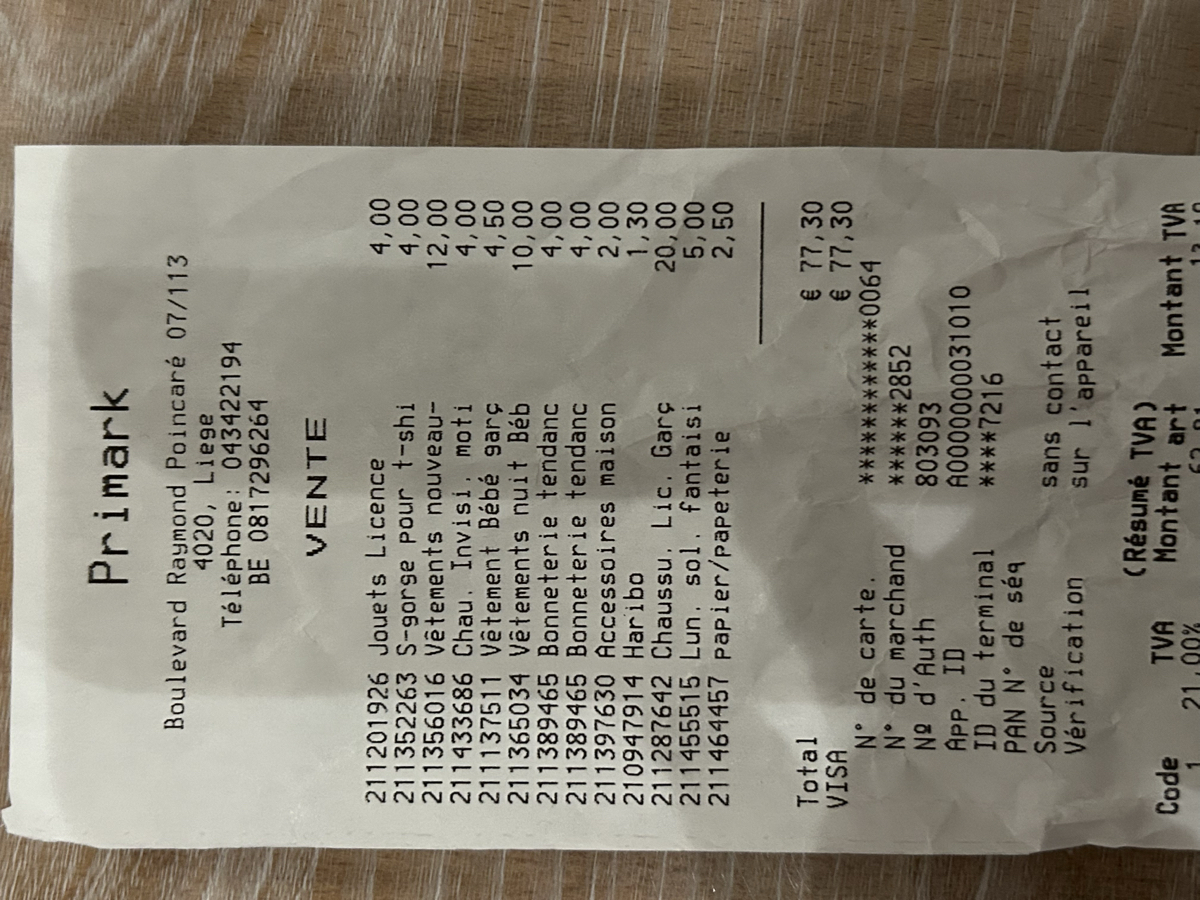 Primark
Boulevard Raymond Poincaré 07/113
4020, Liege
Téléphone: 043422194
BE 0817296264
VENTE
211201926 Jouets Licence 4,00
211352263 S-gorge pour t-shi 4,00
211356016 Vêtements nouveau- 12,00
211433686 Chau. Invisi. moti 4,00
211137511 Vêtement Bébé garç 4,50
211365034 Vêtements nuit Béb 10,00
211389465 Bonneterie tendanc 4,00
211389465 Bonneterie tendanc 4,00
211397630 Accessoires maison 2,00
210947914 Haribo 1,30
211287642 Chaussu. Lic. Garç 20,00
211455515 Lun. sol. fantaisi 5,00
211464457 Papier/Papeterie 2,50
Total € 77,30
VISA € 77,30
N° de carte. ************0064
N° du marchand ******2852
Nº d'Auth 803093
App. ID A0000000031010
ID du terminal ****7216
PAN N° de séq
Source sans contact
Vérification sur l'appareil
(Résumé TVA)
Code TVA Montant art Montant TVA
1 21,00%